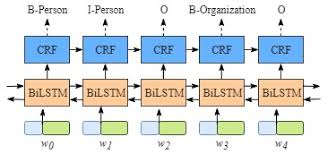 B-Person I-Person O B-Organization O
CRF CRF CRF CRF CRF
BiLSTM BiLSTM BiLSTM BiLSTM BiLSTM
w0 w1 w2 w3 w4